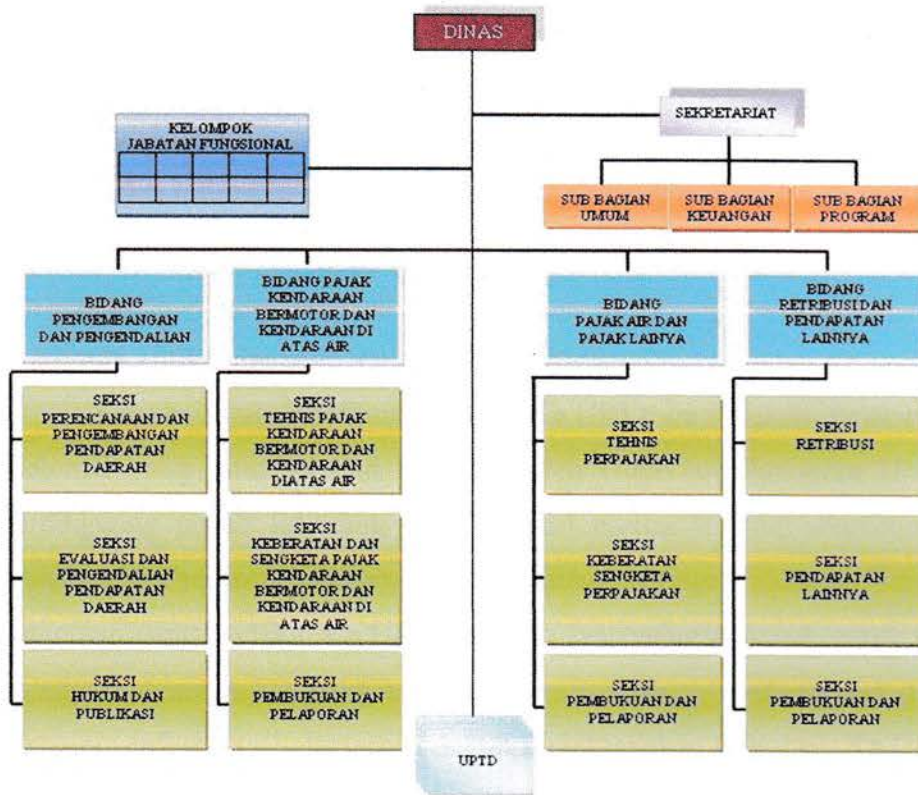 DINAS
SEKRETARIAT
KELOMPOK
JABATAN FUNGSIONAL
SUB BAGIAN
UMUM
SUB BAGIAN
KEUANGAN
SUB BAGIAN
PROGRAM
BIDANG
PENGEMBANGAN
DAN PENGENDALIAN
BIDANG PAJAK
KENDARAAN
BERMOTOR DAN
KENDARAAN DI
ATAS AIR
BIDANG
PAJAK AIR DAN
PAJAK LAINYA
BIDANG
RETRIBUSI DAN
PENDAPATAN
LAINNYA
SEKSI
PERENCANAAN DAN
PENGEMBANGAN
PENDAPATAN
DAERAH
SEKSI
TEHNIS PAJAK
KENDARAAN
BERMOTOR DAN
KENDARAAN
DIATAS AIR
SEKSI
TEHNIS
PERPAJAKAN
SEKSI
RETRIBUSI
SEKSI
EVALUASI DAN
PENGENDALIAN
PENDAPATAN
DAERAH
SEKSI
KEBERATAN DAN
SENGKETA PAJAK
KENDARAAN
BERMOTOR DAN
KENDARAAN DI
ATAS AIR
SEKSI
KEBERATAN
SENGKETA
PERPAJAKAN
SEKSI
PENDAPATAN
LAINNYA
SEKSI
HUKUM DAN
PUBLIKASI
SEKSI
PEMBUKUAN DAN
PELAPORAN
SEKSI
PEMBUKUAN DAN
PELAPORAN
SEKSI
PEMBUKUAN DAN
PELAPORAN
UPTD